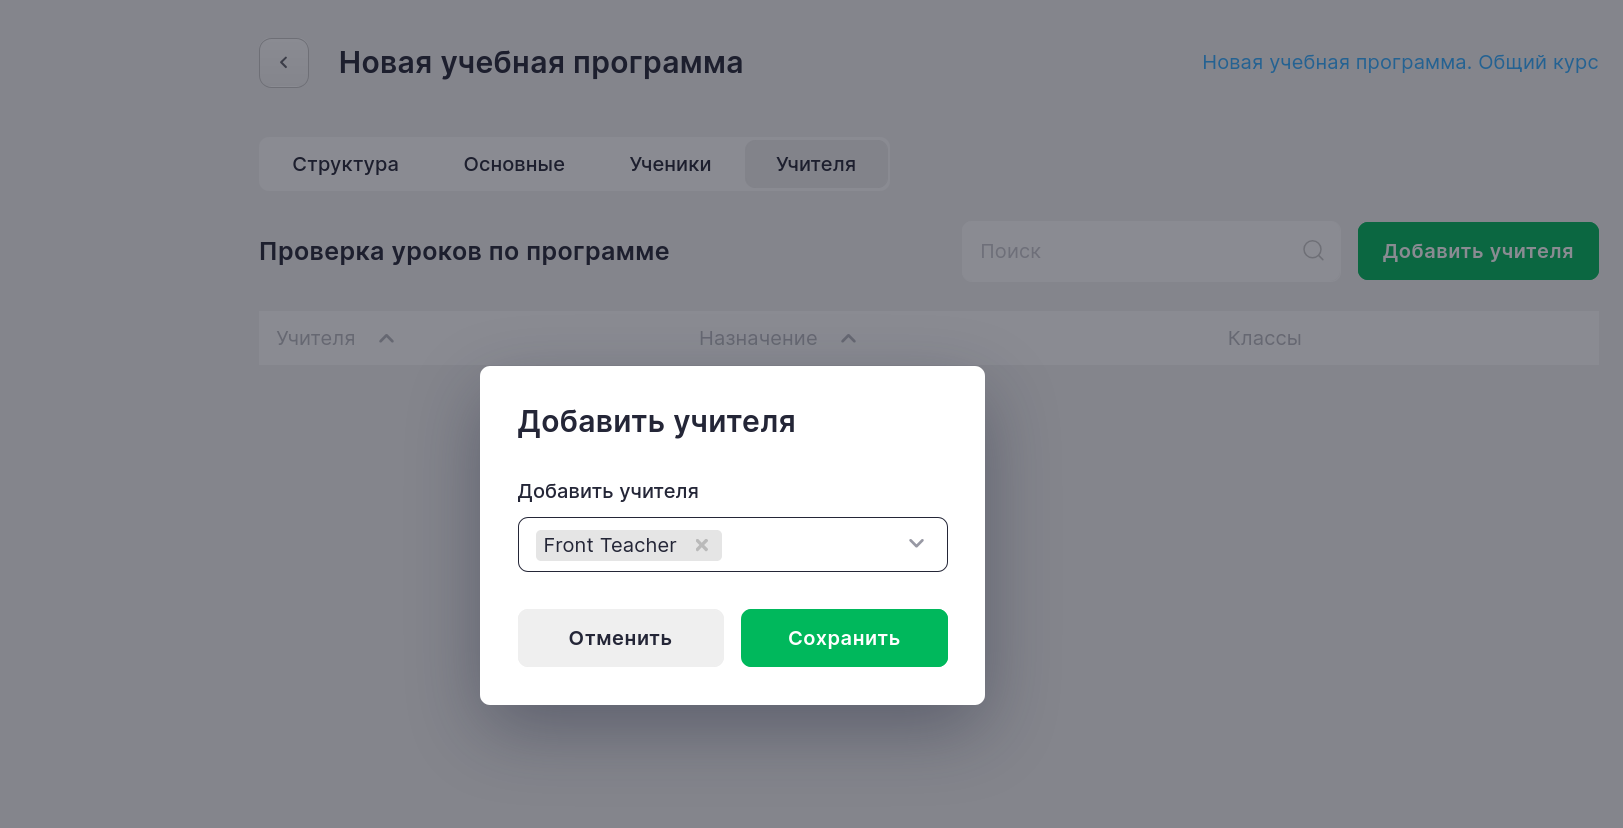 Новая учебная программа
Новая учебная программа. Общий курс
Структура
Основные
Ученики
Учителя
Проверка уроков по программе
Поиск
Добавить учителя
Учителя
Назначение
Классы
Добавить учителя
Добавить учителя
Front Teacher
Отменить
Сохранить